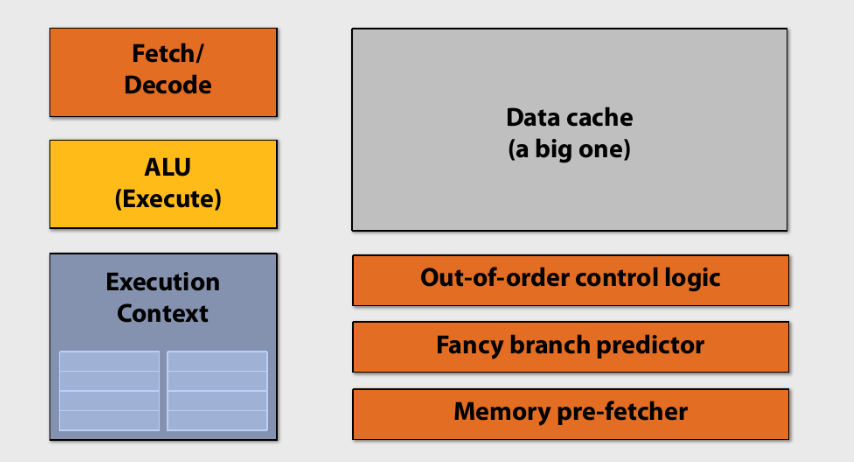 Fetch/
Decode
ALU
(Execute)
Execution
Context
Data cache
(a big one)
Out-of-order control logic
Fancy branch predictor
Memory pre-fetcher